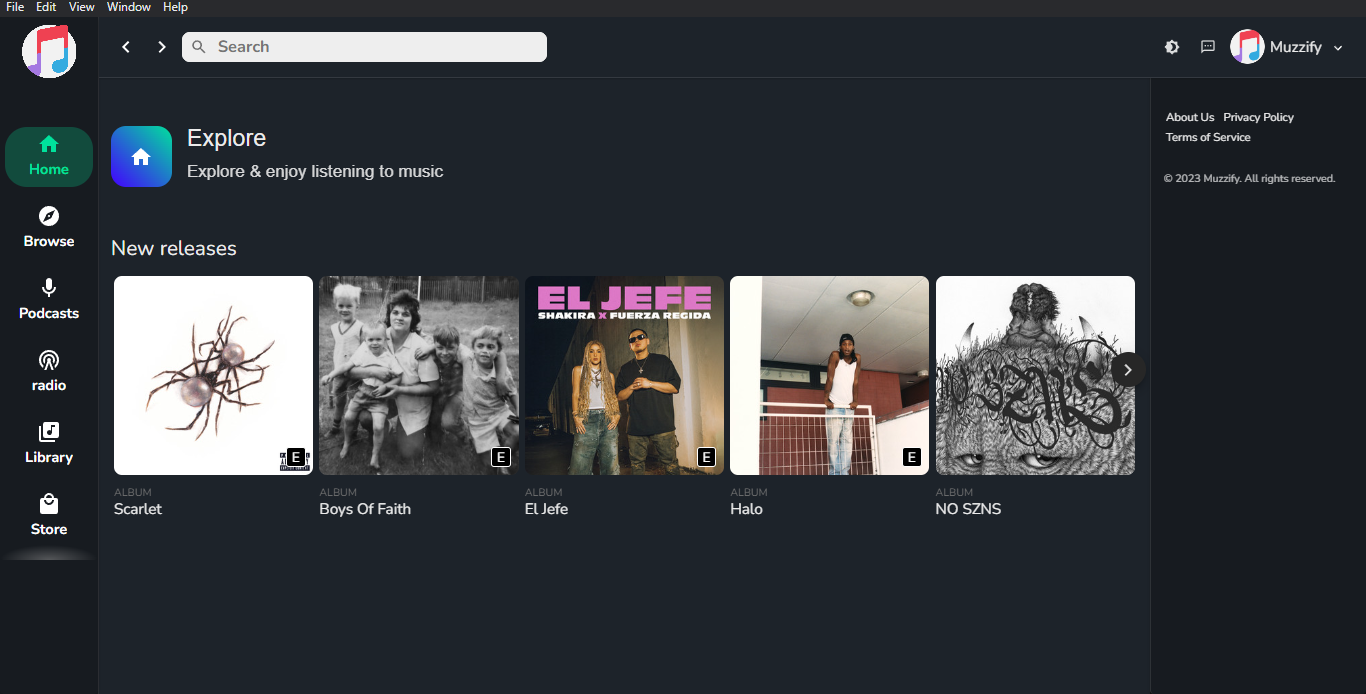 File Edit View Window Help
Search
Muzzify
Home
Browse
Podcasts
radio
Library
Store
Explore
Explore & enjoy listening to music
New releases
EL JEFE
SHAKIRA X FUERZA REGIDA
NO SZNS
E
E
E
E
ALBUM
Scarlet
ALBUM
Boys Of Faith
ALBUM
El Jefe
ALBUM
Halo
ALBUM
NO SZNS
About Us Privacy Policy
Terms of Service
© 2023 Muzzify. All rights reserved.